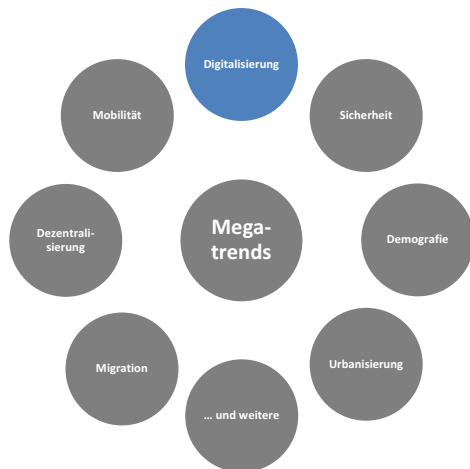 Digitalisierung
Mobilität
Sicherheit
Dezentrali-
sierung
Mega-
trends
Demografie
Migration
Urbanisierung
... und weitere